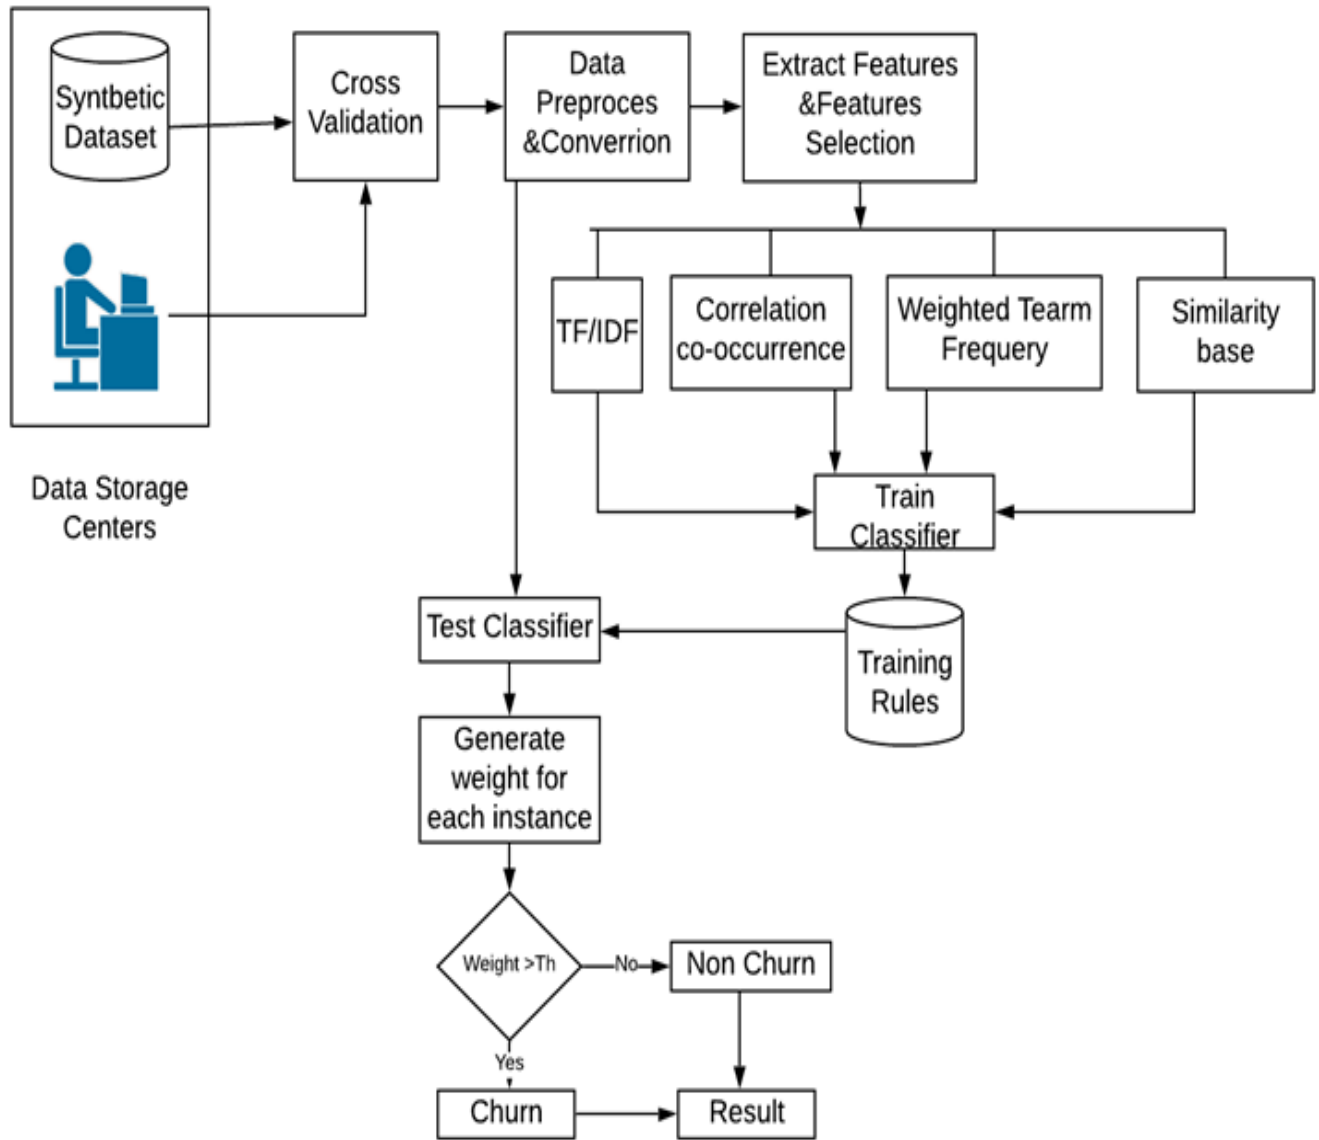 Syntbetic
Dataset
Cross
Validation
Data
Preproces
&Converrion
Extract Features
&Features
Selection
TF/IDF
Correlation
co-occurrence
Weighted Tearm
Frequery
Similarity
base
Data Storage
Centers
Train
Classifier
Test Classifier
Training
Rules
Generate
weight for
each instance
Weight >Th
No
Non Churn
Yes
Churn
Result